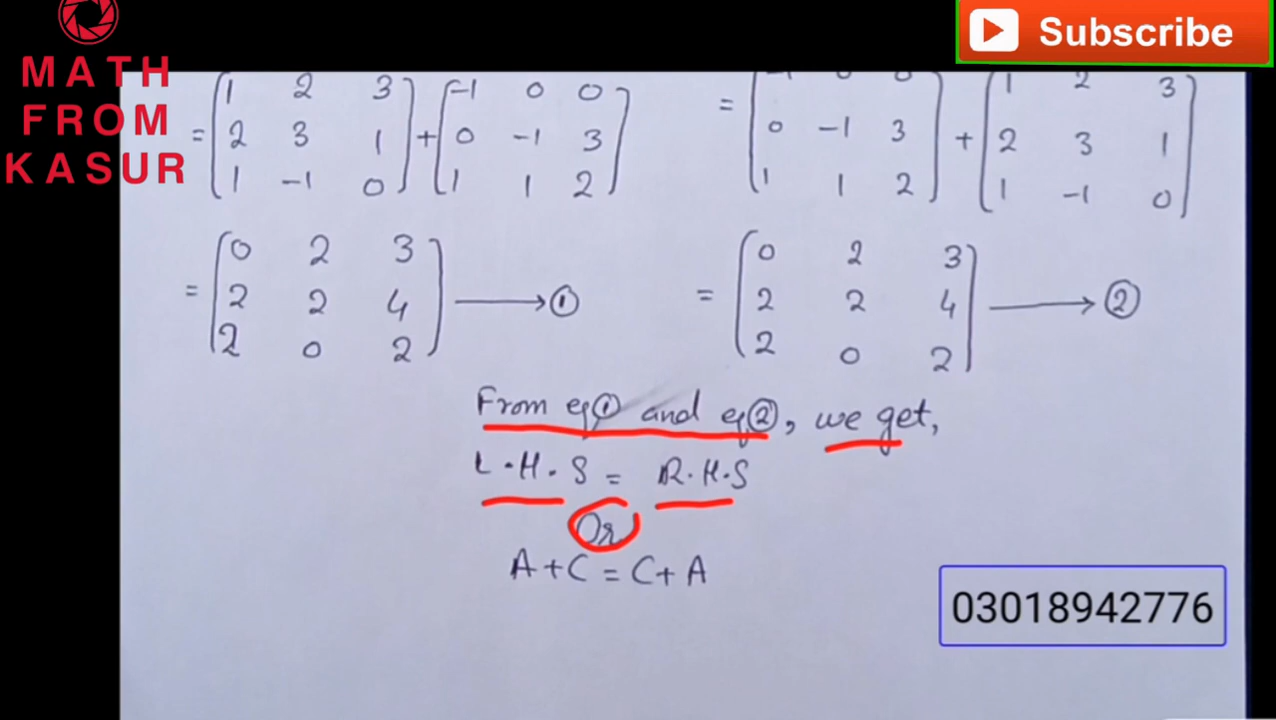 MATH
FROM
KASUR
Subscribe
= [1 2 3] + [-1 0 0]
[2 3 1] [0 -1 3]
[1 -1 0] [1 1 2]
= [-1 0 0] + [1 2 3]
[0 -1 3] [2 3 1]
[1 1 2] [1 -1 0]
= [0 2 3]
[2 2 4] → ①
[2 0 2]
= [0 2 3]
[2 2 4] → ②
[2 0 2]
From eq① and eq②, we get,
L.H.S = R.H.S
Or
A+C = C+A
03018942776